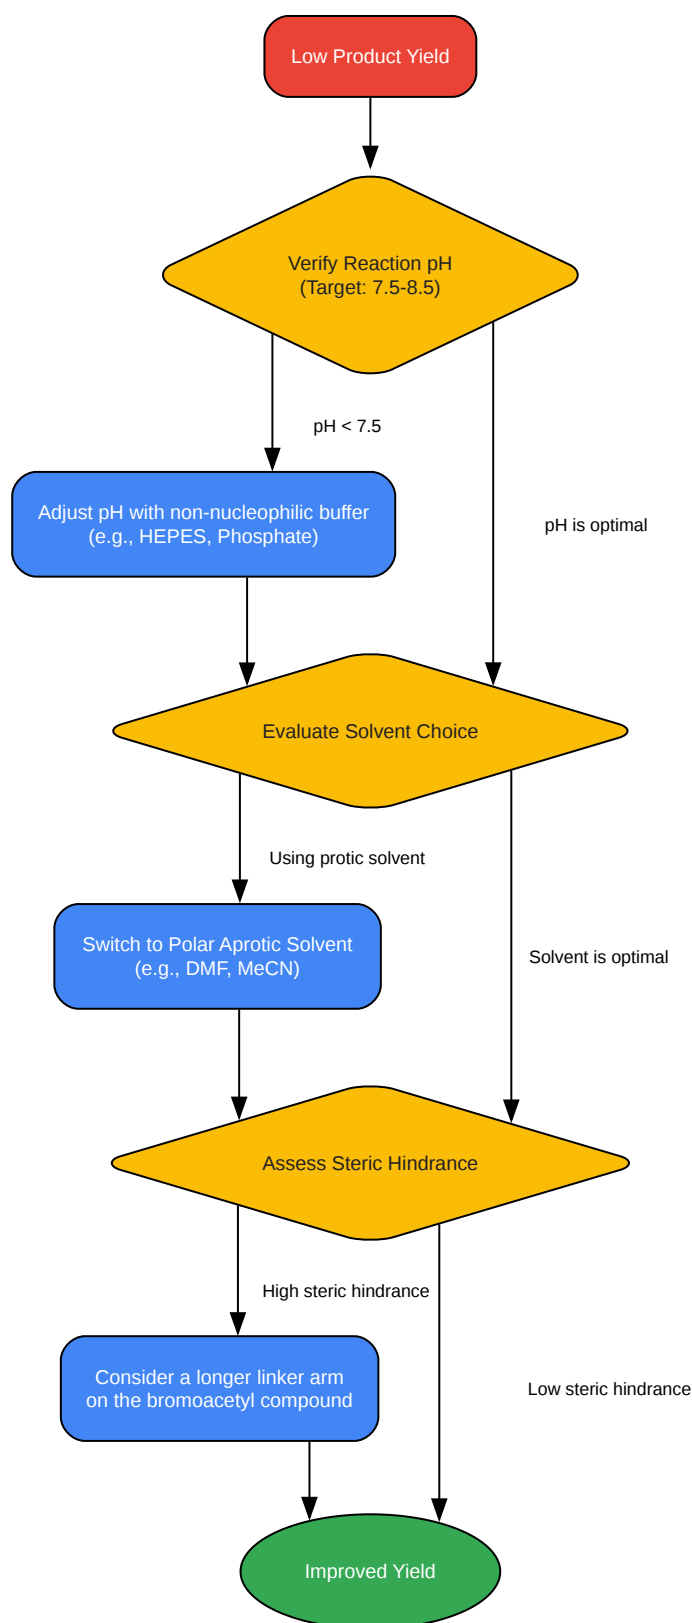 Low Product Yield
Verify Reaction pH
(Target: 7.5-8.5)
pH < 7.5
Adjust pH with non-nucleophilic buffer
(e.g., HEPES, Phosphate)
pH is optimal
Evaluate Solvent Choice
Using protic solvent
Switch to Polar Aprotic Solvent
(e.g., DMF, MeCN)
Solvent is optimal
Assess Steric Hindrance
High steric hindrance
Consider a longer linker arm
on the bromoacetyl compound
Low steric hindrance
Improved Yield